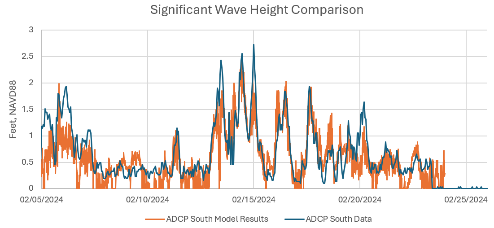 Significant Wave Height Comparison
Feet, NAVD88
3
2.5
2
1.5
1
0.5
0
02/05/2024 02/10/2024 02/15/2024 02/20/2024 02/25/2024
ADCP South Model Results ADCP South Data